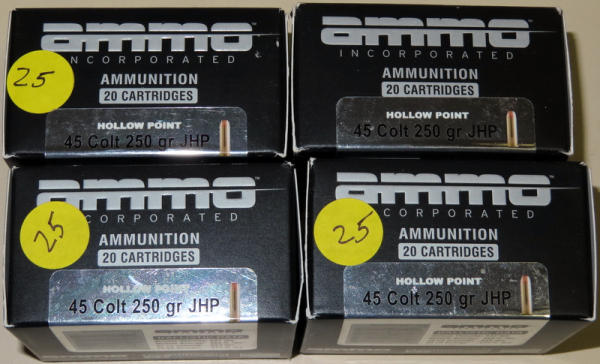 ammo
INCORPORATED
AMMUNITION
20 CARTRIDGES
HOLLOW POINT
45 Colt 250 gr JHP
25
ammo
INCORPORATED
AMMUNITION
20 CARTRIDGES
HOLLOW POINT
45 Colt 250 gr JHP
ammo
INCORPORATED
AMMUNITION
20 CARTRIDGES
HOLLOW POINT
45 Colt 250 gr JHP
25
ammo
INCORPORATED
AMMUNITION
20 CARTRIDGES
HOLLOW POINT
45 Colt 250 gr JHP
25